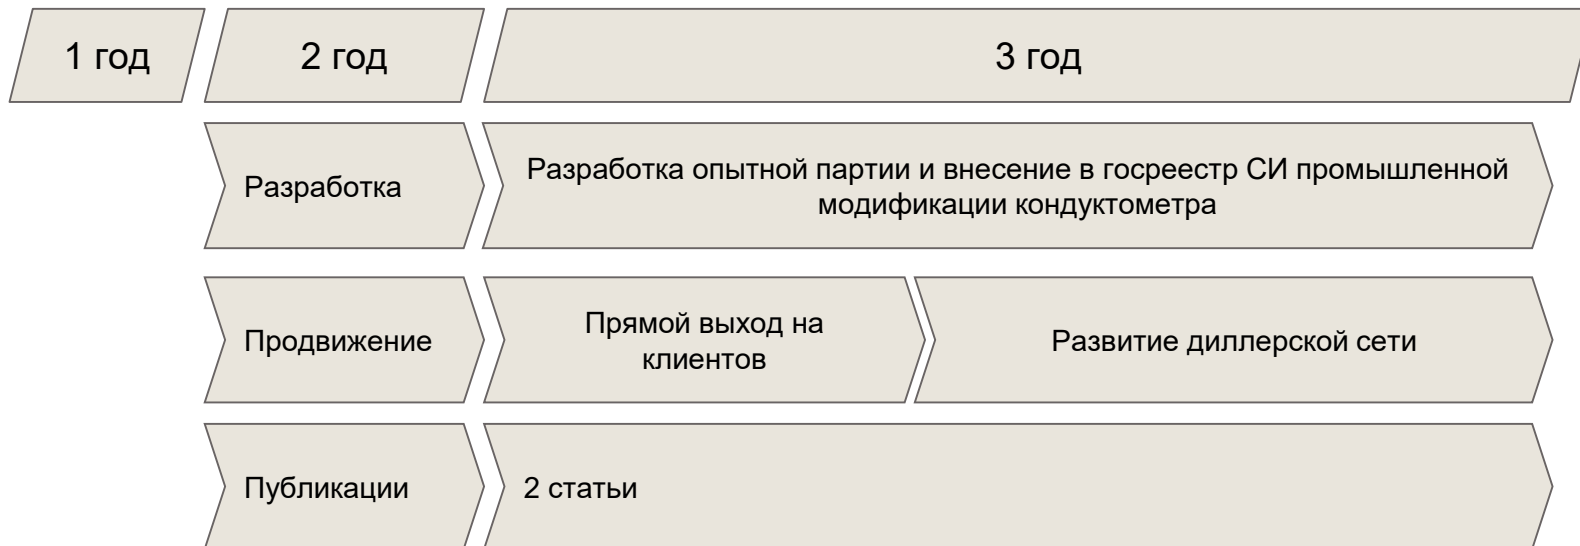 1 год
2 год
3 год
Разработка
Разработка опытной партии и внесение в госреестр СИ промышленной
модификации кондуктометра
Продвижение
Прямой выход на
клиентов
Развитие диллерской сети
Публикации
2 статьи